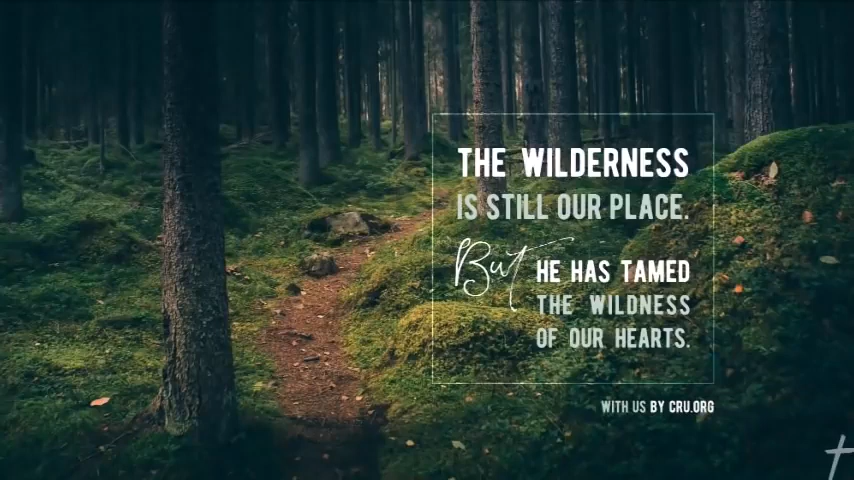 THE WILDERNESS
IS STILL OUR PLACE.
But HE HAS TAMED
THE WILDNESS
OF OUR HEARTS.
WITH US BY CRU.ORG